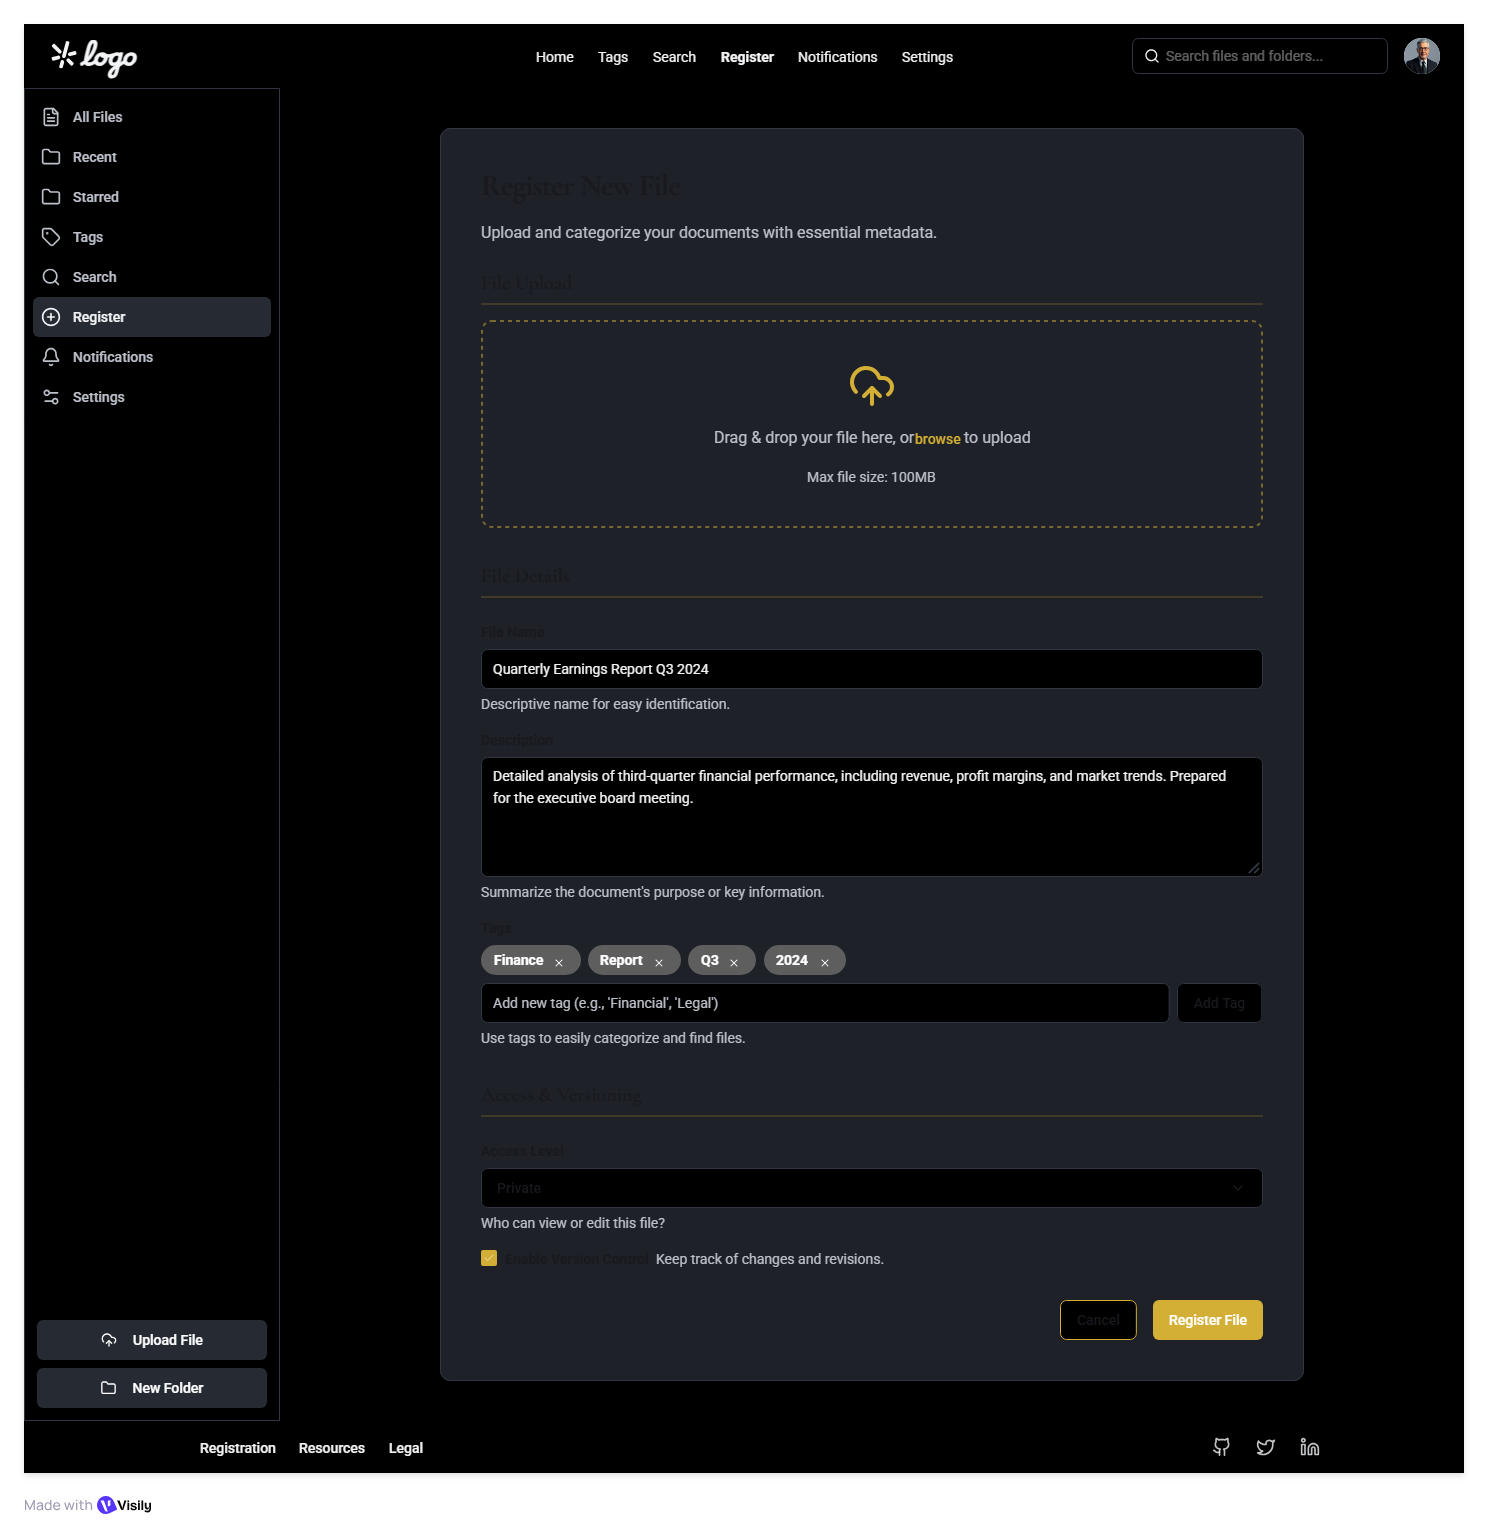 logo
Home Tags Search Register Notifications Settings
Search files and folders...
All Files
Recent
Starred
Tags
Search
Register
Notifications
Settings
Upload File
New Folder
Register New File
Upload and categorize your documents with essential metadata.
File Upload
Drag & drop your file here, or browse to upload
Max file size: 100MB
File Details
File Name
Quarterly Earnings Report Q3 2024
Descriptive name for easy identification.
Description
Detailed analysis of third-quarter financial performance, including revenue, profit margins, and market trends. Prepared
for the executive board meeting.
Summarize the document's purpose or key information.
Tags
Finance × Report × Q3 × 2024 ×
Add new tag (e.g., 'Financial', 'Legal') Add Tag
Use tags to easily categorize and find files.
Access & Versioning
Access Level
Private
Who can view or edit this file?
Enable Version Control Keep track of changes and revisions.
Cancel Register File
Registration Resources Legal
Made with Visily